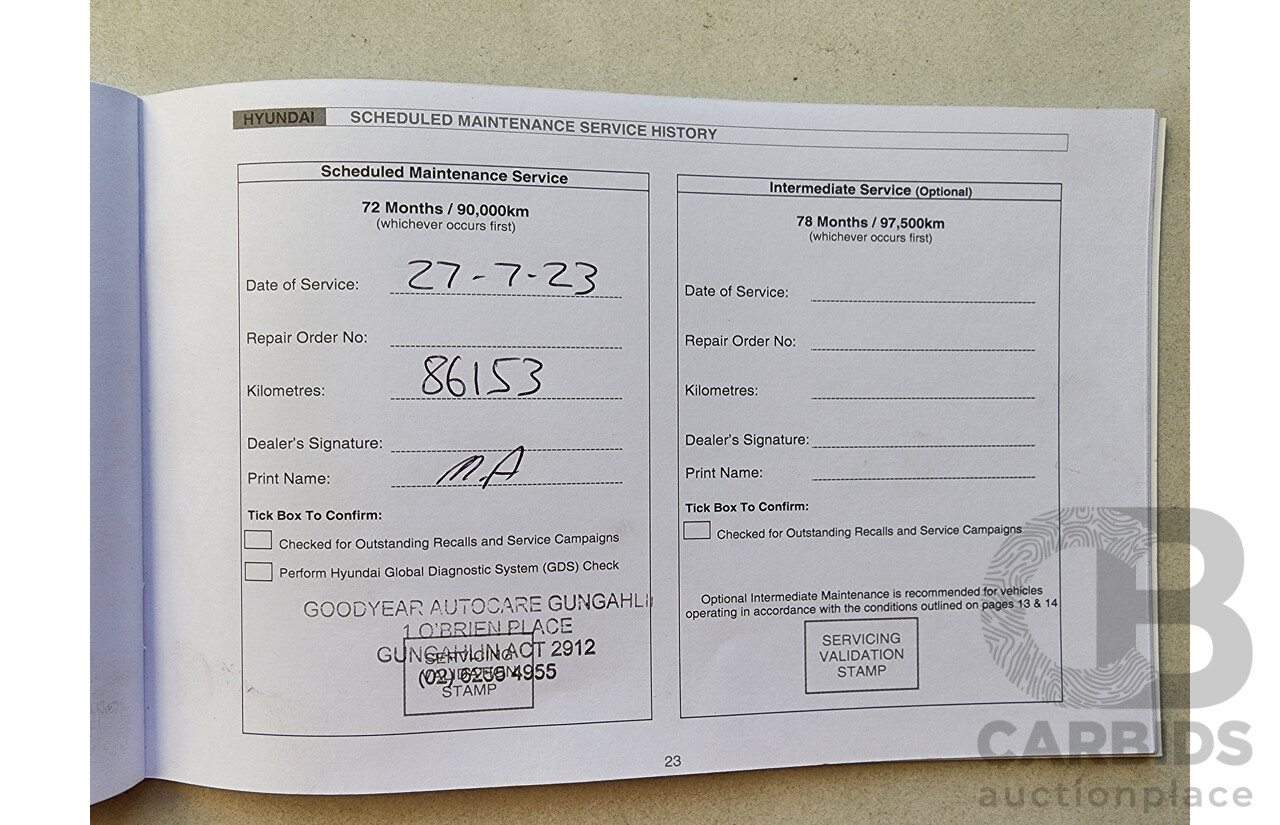 HYUNDAI SCHEDULED MAINTENANCE SERVICE HISTORY
Scheduled Maintenance Service
72 Months / 90,000km
(whichever occurs first)
Date of Service: 27-7-23
Repair Order No:
Kilometres: 86153
Dealer's Signature:
Print Name: M.A
Tick Box To Confirm:
Checked for Outstanding Recalls and Service Campaigns
Perform Hyundai Global Diagnostic System (GDS) Check
GOODYEAR AUTOCARE GUNGAHLI
1 O'BRIEN PLACE
GUNGAHLIN ACT 2912
(02) 6255 4955
SERVICING
VALIDATION
STAMP
Intermediate Service (Optional)
78 Months / 97,500km
(whichever occurs first)
Date of Service:
Repair Order No:
Kilometres:
Dealer's Signature:
Print Name:
Tick Box To Confirm:
Checked for Outstanding Recalls and Service Campaigns
Optional Intermediate Maintenance is recommended for vehicles
operating in accordance with the conditions outlined on pages 13 & 14
SERVICING
VALIDATION
STAMP
23
CARBIDS
auctionplace